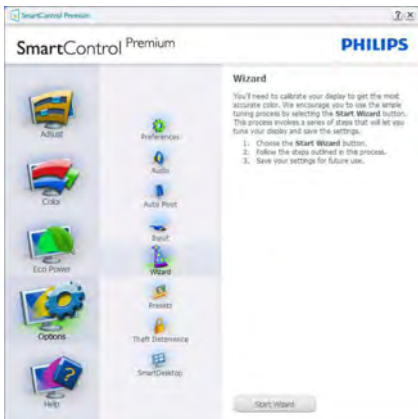 SmartControl Premium
? ×
SmartControl Premium
PHILIPS
Adjust
Color
Eco Power
Options
Help
Preferences
Audio
Auto Pivot
Input
Wizard
Presets
Theft Deterrence
SmartDesktop
Wizard
You'll need to calibrate your display to get the most
accurate color. We encourage you to use the simple
tuning process by selecting the Start Wizard button.
This process invokes a series of steps that will let you
tune your display and save the settings.
1. Choose the Start Wizard button.
2. Follow the steps outlined in the process.
3. Save your settings for future use.
Start Wizard